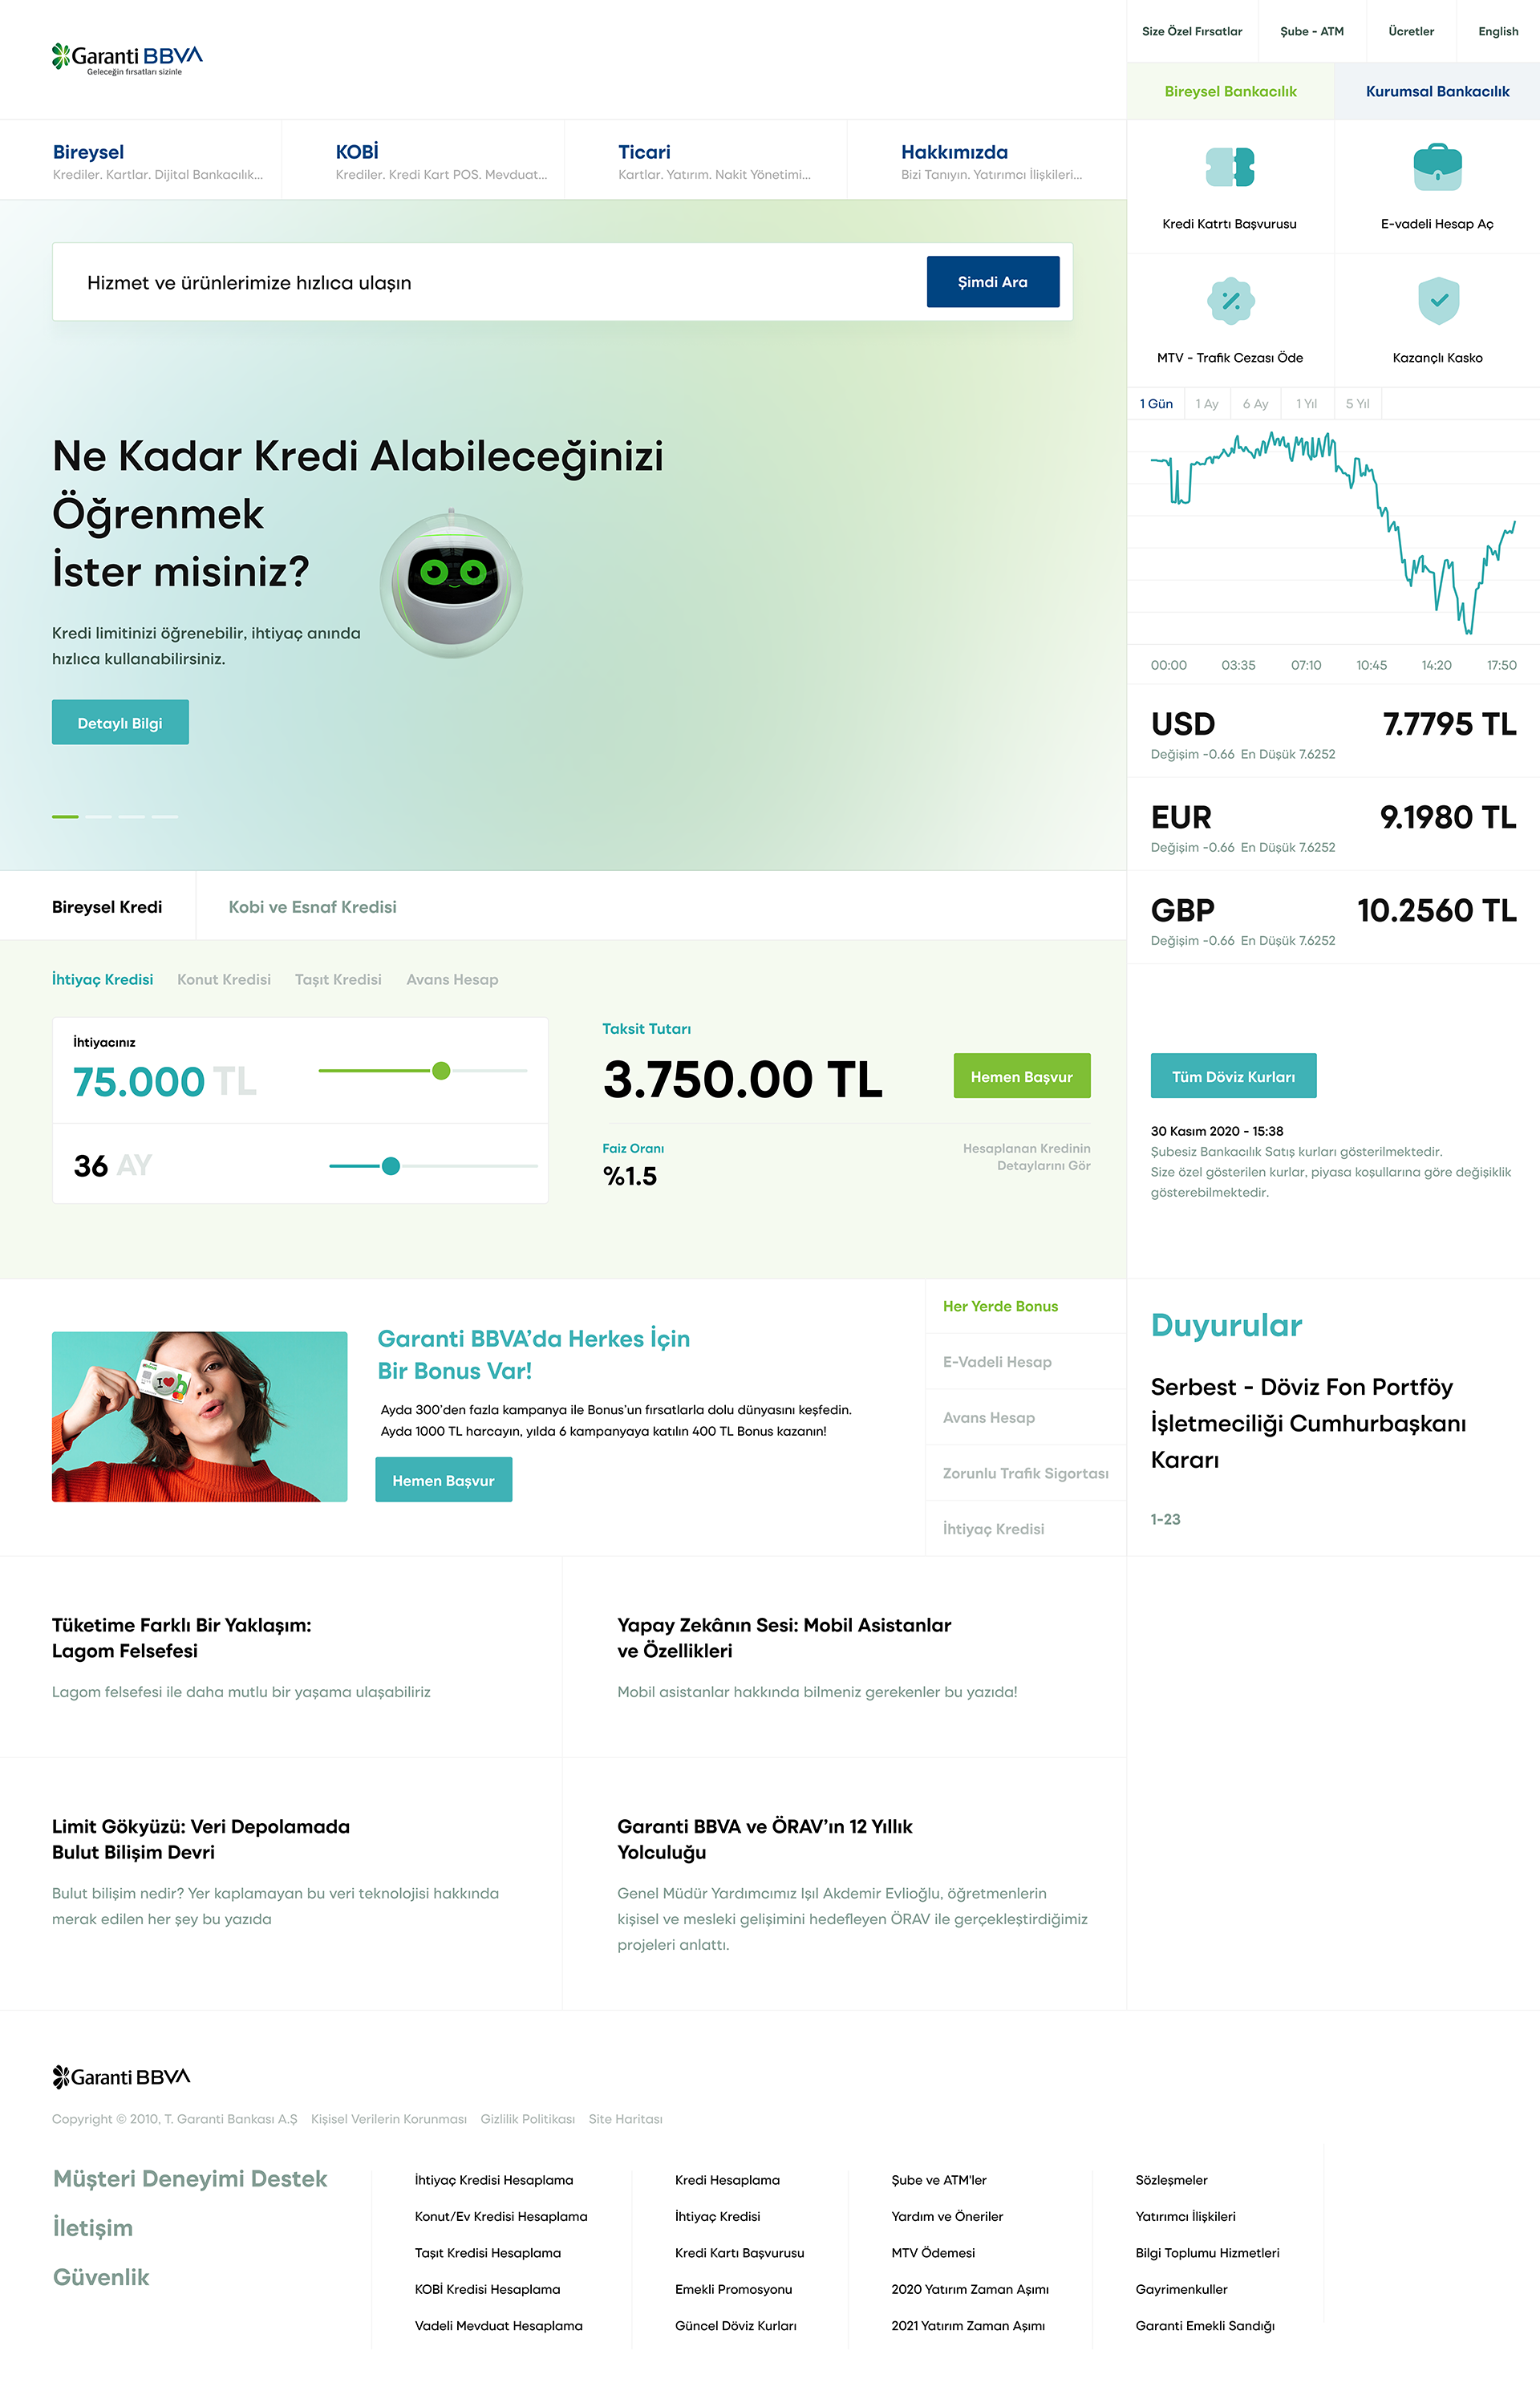 Garanti BBVA
Geleceğin fırsatları sizinle
Size Özel Fırsatlar
Şube - ATM
Ücretler
English
Bireysel Bankacılık
Kurumsal Bankacılık
Bireysel
Krediler. Kartlar. Dijital Bankacılık...
KOBİ
Krediler. Kredi Kart POS. Mevduat...
Ticari
Kartlar. Yatırım. Nakit Yönetimi...
Hakkımızda
Bizi Tanıyın. Yatırımcı İlişkileri...
Kredi Katrtı Başvurusu
E-vadeli Hesap Aç
MTV - Trafik Cezası Öde
Kazançlı Kasko
Hizmet ve ürünlerimize hızlıca ulaşın
Şimdi Ara
Ne Kadar Kredi Alabileceğinizi
Öğrenmek
İster misiniz?
Kredi limitinizi öğrenebilir, ihtiyaç anında
hızlıca kullanabilirsiniz.
Detaylı Bilgi
1 Gün
1 Ay
6 Ay
1 Yıl
5 Yıl
00:00
03:35
07:10
10:45
14:20
17:50
USD
7.7795 TL
Değişim -0.66 En Düşük 7.6252
EUR
9.1980 TL
Değişim -0.66 En Düşük 7.6252
GBP
10.2560 TL
Değişim -0.66 En Düşük 7.6252
Bireysel Kredi
Kobi ve Esnaf Kredisi
İhtiyaç Kredisi
Konut Kredisi
Taşıt Kredisi
Avans Hesap
İhtiyacınız
75.000 TL
36 AY
Taksit Tutarı
3.750.00 TL
Hemen Başvur
Faiz Oranı
%1.5
Hesaplanan Kredinin
Detaylarını Gör
Tüm Döviz Kurları
30 Kasım 2020 - 15:38
Şubesiz Bankacılık Satış kurları gösterilmektedir.
Size özel gösterilen kurlar, piyasa koşullarına göre değişiklik
gösterebilmektedir.
I b
Garanti BBVA’da Herkes İçin
Bir Bonus Var!
Ayda 300’den fazla kampanya ile Bonus’un fırsatlarla dolu dünyasını keşfedin.
Ayda 1000 TL harcayın, yılda 6 kampanyaya katılın 400 TL Bonus kazanın!
Hemen Başvur
Her Yerde Bonus
E-Vadeli Hesap
Avans Hesap
Zorunlu Trafik Sigortası
İhtiyaç Kredisi
Duyurular
Serbest - Döviz Fon Portföy
İşletmeciliği Cumhurbaşkanı
Kararı
1-23
Tüketime Farklı Bir Yaklaşım:
Lagom Felsefesi
Lagom felsefesi ile daha mutlu bir yaşama ulaşabiliriz
Yapay Zekânın Sesi: Mobil Asistanlar
ve Özellikleri
Mobil asistanlar hakkında bilmeniz gerekenler bu yazıda!
Limit Gökyüzü: Veri Depolamada
Bulut Bilişim Devri
Bulut bilişim nedir? Yer kaplamayan bu veri teknolojisi hakkında
merak edilen her şey bu yazıda
Garanti BBVA ve ÖRAV’ın 12 Yıllık
Yolculuğu
Genel Müdür Yardımcımız Işıl Akdemir Evlioğlu, öğretmenlerin
kişisel ve mesleki gelişimini hedefleyen ÖRAV ile gerçekleştirdiğimiz
projeleri anlattı.
Garanti BBVA
Copyright © 2010, T. Garanti Bankası A.Ş
Kişisel Verilerin Korunması
Gizlilik Politikası
Site Haritası
Müşteri Deneyimi Destek
İletişim
Güvenlik
İhtiyaç Kredisi Hesaplama
Konut/Ev Kredisi Hesaplama
Taşıt Kredisi Hesaplama
KOBİ Kredisi Hesaplama
Vadeli Mevduat Hesaplama
Kredi Hesaplama
İhtiyaç Kredisi
Kredi Kartı Başvurusu
Emekli Promosyonu
Güncel Döviz Kurları
Şube ve ATM'ler
Yardım ve Öneriler
MTV Ödemesi
2020 Yatırım Zaman Aşımı
2021 Yatırım Zaman Aşımı
Sözleşmeler
Yatırımcı İlişkileri
Bilgi Toplumu Hizmetleri
Gayrimenkuller
Garanti Emekli Sandığı